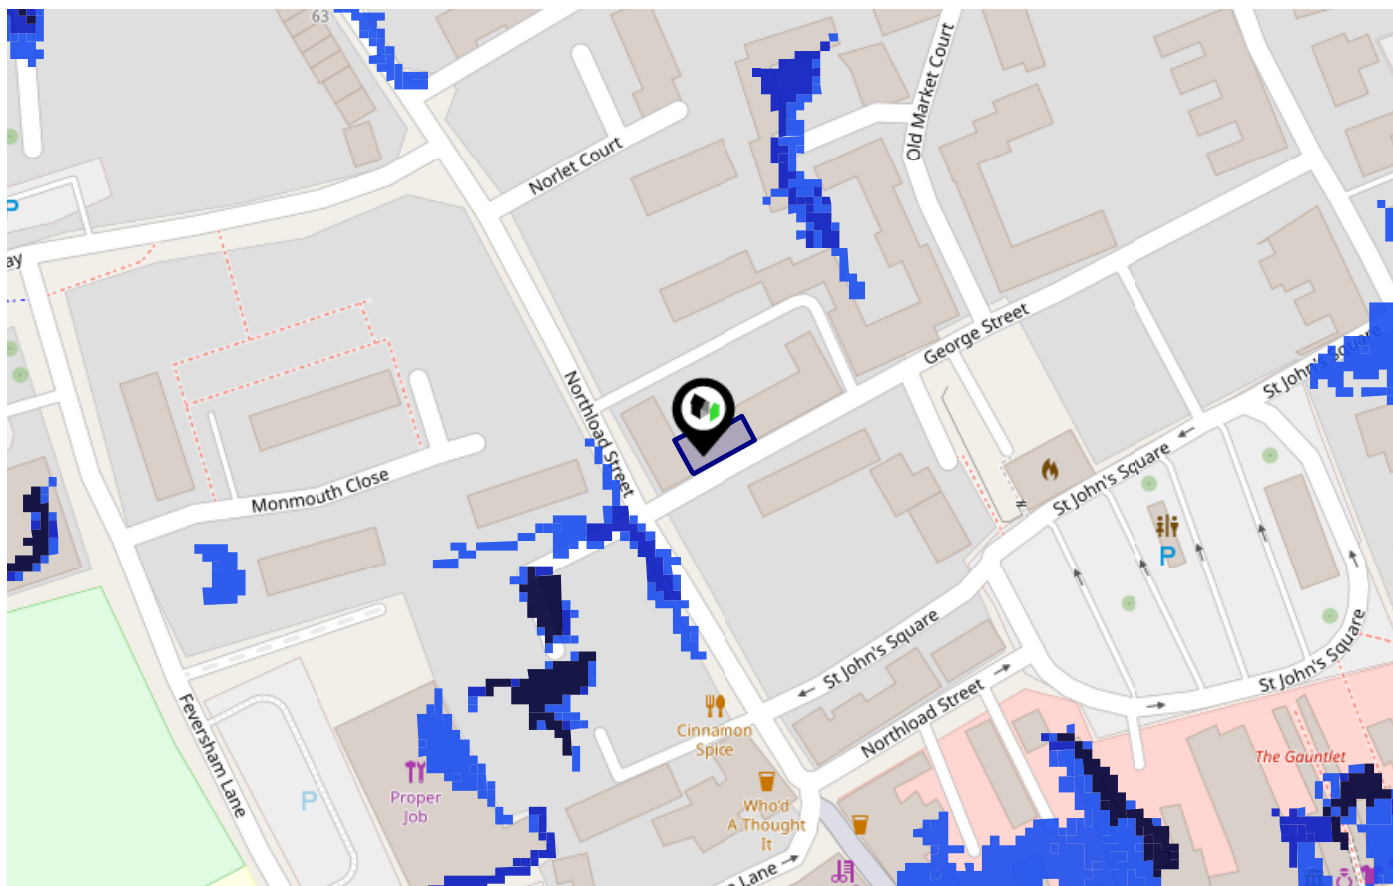 63
Old Market Court
Norlet Court
P
ay
George Street
St John's Square
Northload Street
Monmouth Close
St John's Square
P
St John's Square
St John's Square
Feversham Lane
Northload Street
Cinnamon
Spice
The Gauntlet
P
Proper
Job
Who'd
A Thought
It
Lane